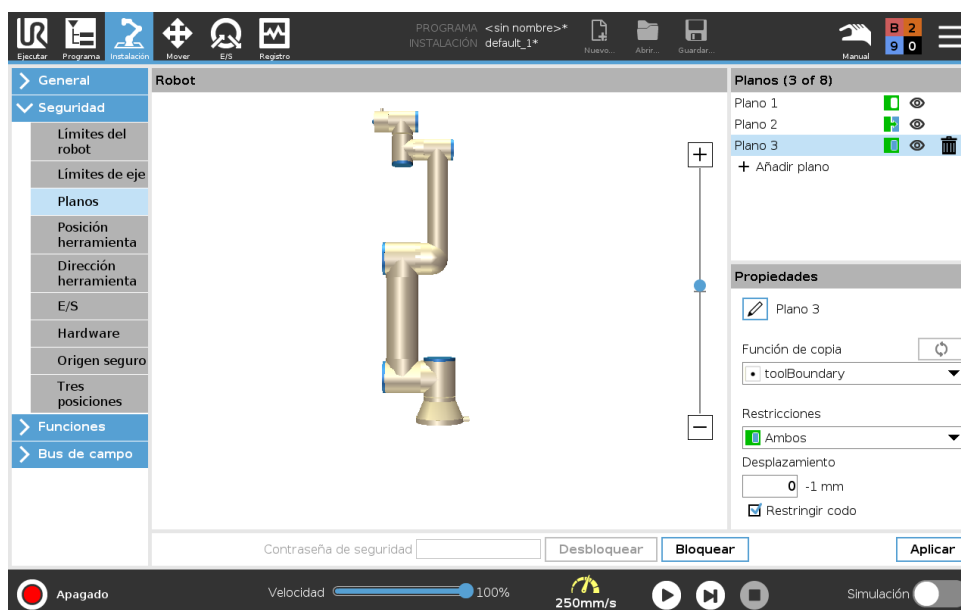 PROGRAMA <sin nombre>*
INSTALACIÓN default_1*
Ejecutar
Programa
Instalación
Mover
E/S
Registro
Nuevo...
Abrir...
Guardar...
Manual
B 2
9 0
General
Seguridad
Límites del
robot
Límites de eje
Planos
Posición
herramienta
Dirección
herramienta
E/S
Hardware
Origen seguro
Tres
posiciones
Funciones
Bus de campo
Robot
Planos (3 of 8)
Plano 1
Plano 2
Plano 3
+ Añadir plano
Propiedades
Plano 3
Función de copia
toolBoundary
Restricciones
Ambos
Desplazamiento
0 -1 mm
Restringir codo
Contraseña de seguridad Desbloquear Bloquear Aplicar
Apagado Velocidad 100% 250mm/s Simulación